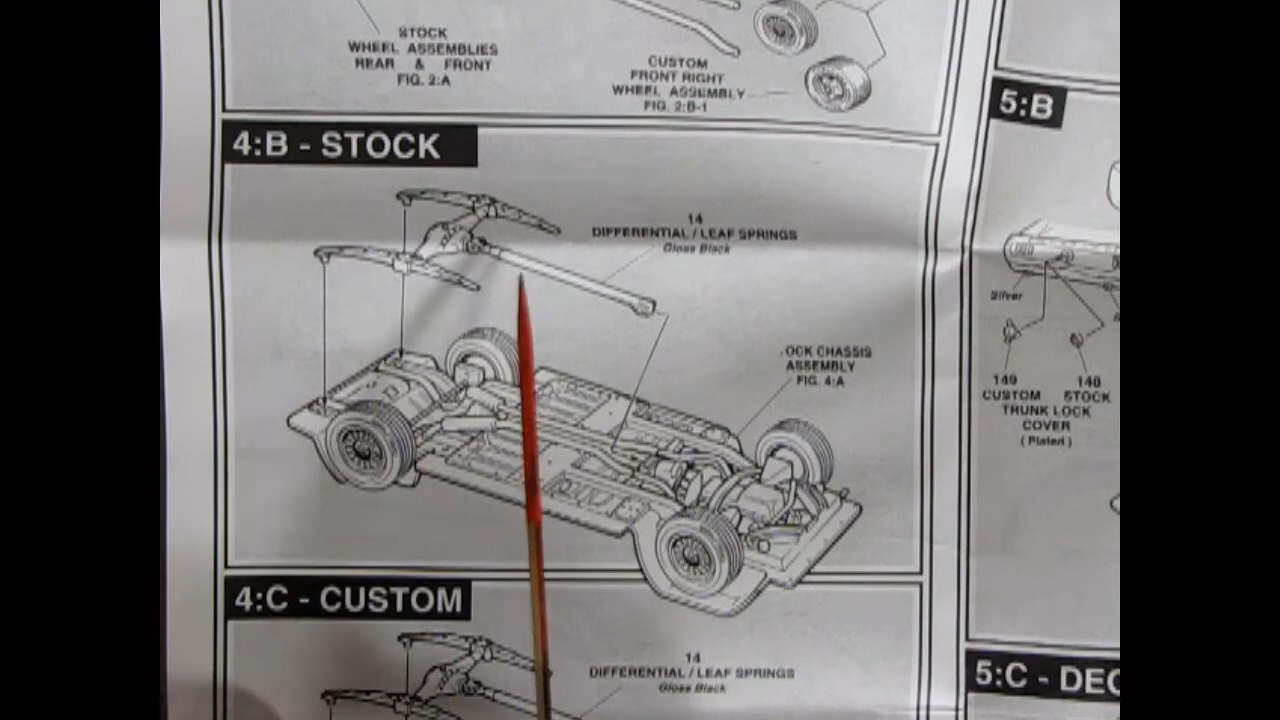 STOCK
WHEEL ASSEMBLIES
REAR & FRONT
FIG. 2:A
CUSTOM
FRONT RIGHT
WHEEL ASSEMBLY
FIG. 2:B-1
4:B - STOCK
14
DIFFERENTIAL / LEAF SPRINGS
Gloss Black
.OCK CHASSIS
ASSEMBLY
FIG. 4:A
4:C - CUSTOM
14
DIFFERENTIAL / LEAF SPRINGS
Gloss Black
5:B
Silver
149
CUSTOM
148
STOCK
TRUNK LOCK
COVER
( Plated )
5:C - DEC